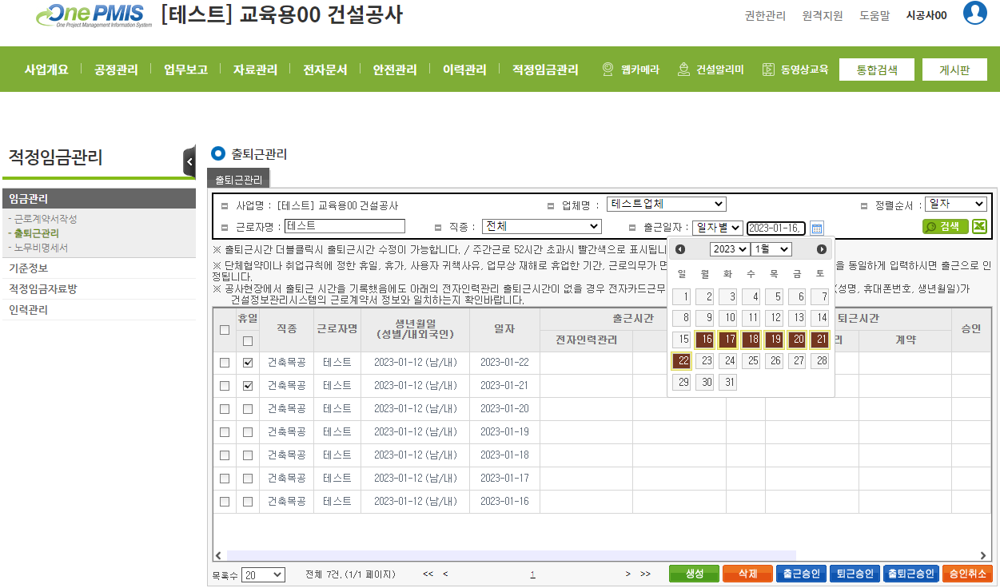 One PMIS
One Project Management Information System
[테스트] 교육용00 건설공사
권한관리 원격지원 도움말 시공사00
사업개요 공정관리 업무보고 자료관리 전자문서 안전관리 이력관리 적정임금관리 웹카메라 건설알리미 동영상교육 통합검색 게시판
적정임금관리
임금관리
- 근로계약서작성
- 출퇴근관리
- 노무비명세서
기준정보
적정임금자료방
인력관리
출퇴근관리
출퇴근관리
사업명 : [테스트] 교육용00 건설공사 업체명 : 테스트업체 정렬순서 : 일자
근로자명 : 테스트 직종 : 전체 출근일자 : 일자별 2023-01-16, 검색
※ 출퇴근시간 더블클릭시 출퇴근시간 수정이 가능합니다. / 주간근로 52시간 초과시 빨간색으로 표시됩니
※ 단체협약이나 취업규칙에 정한 휴일, 휴가, 사용자 귀책사유, 업무상 재해로 휴업한 기간, 근로의무가 면 을 동일하게 입력하시면 출근으로 인
정됩니다.
※ 공사현장에서 출퇴근 시간을 기록했음에도 아래의 전자인력관리 출퇴근시간이 없을 경우 전자카드근무 (성명, 휴대폰번호, 생년월일)가
건설정보관리시스템의 근로계약서 정보와 일치하는지 확인바랍니다.
2023 1월
일 월 화 수 목 금 토
1 2 3 4 5 6 7
8 9 10 11 12 13 14
15 16 17 18 19 20 21
22 23 24 25 26 27 28
29 30 31
휴일 직종 근로자명 생년월일 (성별/내외국인) 일자 출근시간 퇴근시간 승인
전자인력관리 리 계약
건축목공 테스트 2023-01-12 (남/내) 2023-01-22
건축목공 테스트 2023-01-12 (남/내) 2023-01-21
건축목공 테스트 2023-01-12 (남/내) 2023-01-20
건축목공 테스트 2023-01-12 (남/내) 2023-01-19
건축목공 테스트 2023-01-12 (남/내) 2023-01-18
건축목공 테스트 2023-01-12 (남/내) 2023-01-17
건축목공 테스트 2023-01-12 (남/내) 2023-01-16
목록수 20 전체 7건.(1/1 페이지) << < 1 > >> 생성 삭제 출근승인 퇴근승인 출퇴근승인 승인취소